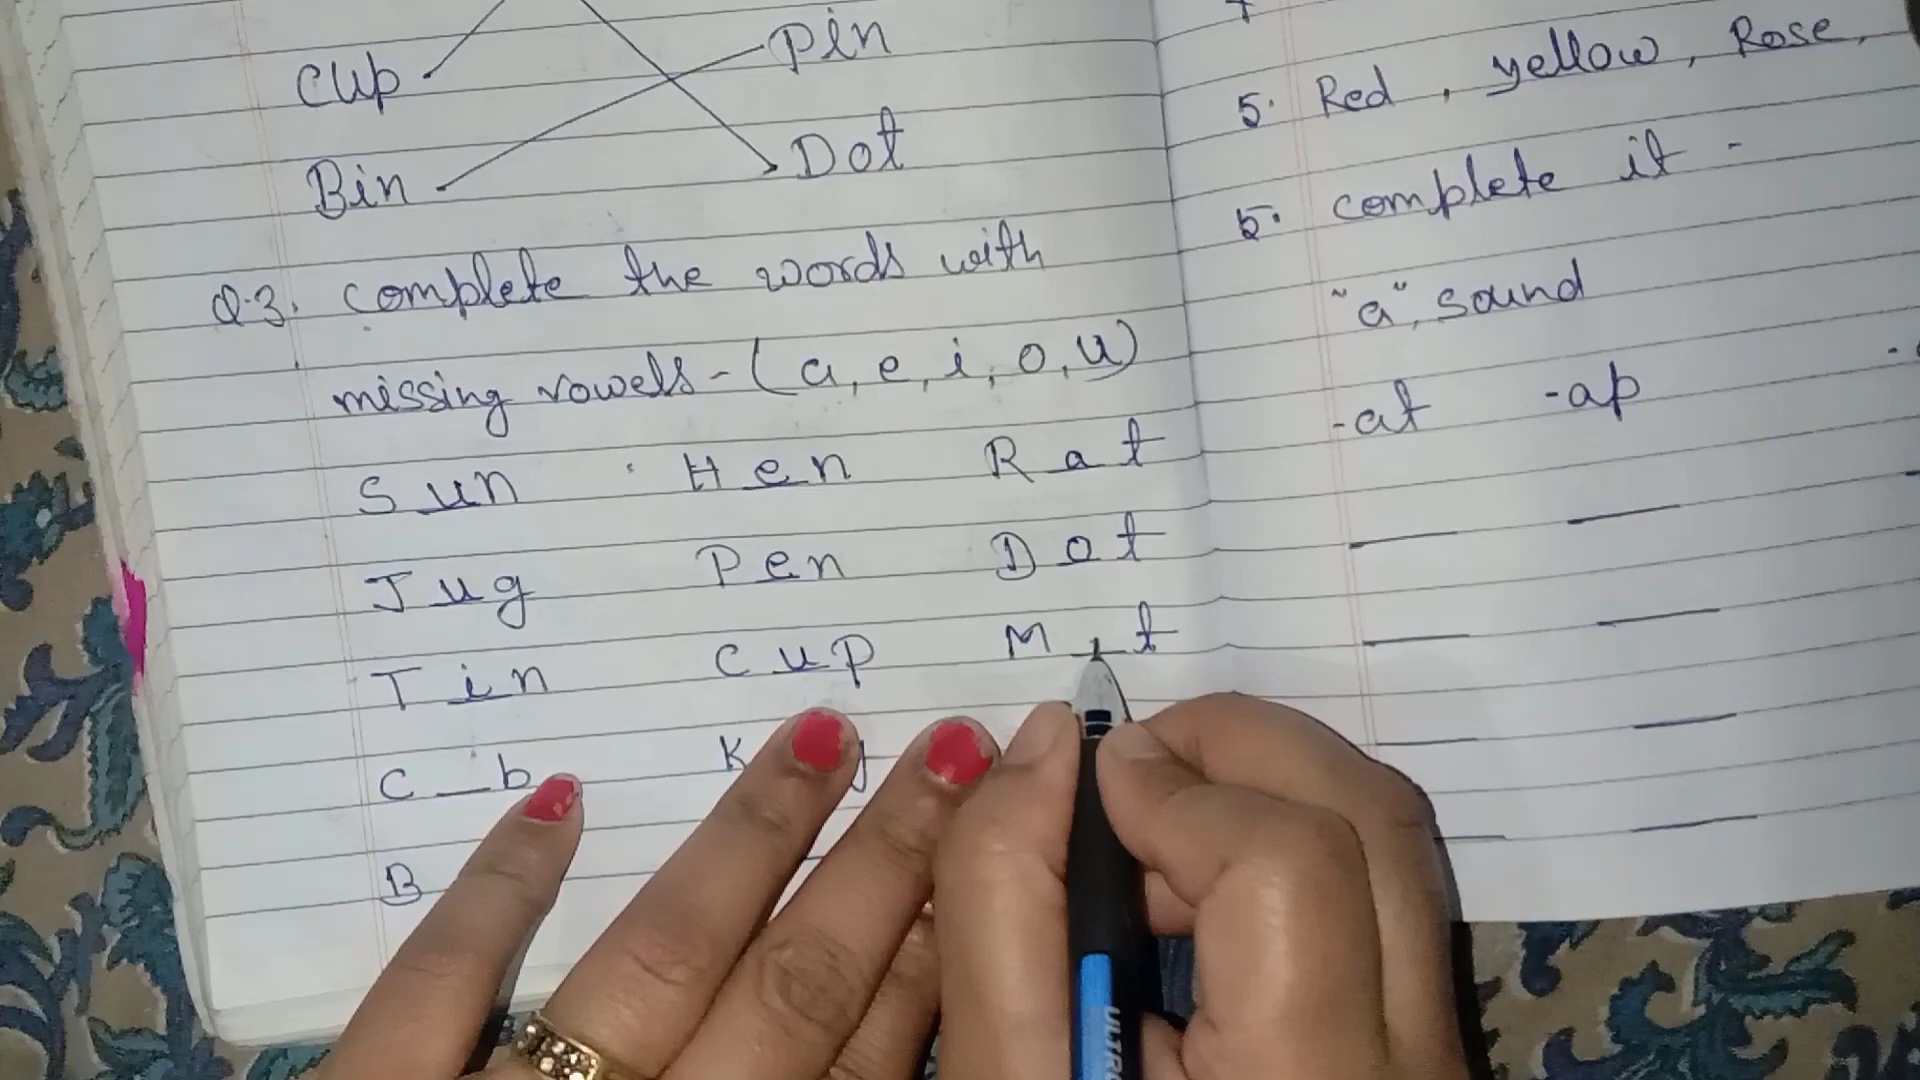 Cup Pin
Bin Dot
Q.3. Complete the words with
missing vowels - (a, e, i, o, u)
Sun Hen Rat
Jug Pen Dot
Tin Cup M_t
C_b K
B
5. Red, yellow, Rose,
5. complete it -
"a", sound
-at -ap
ULTRO